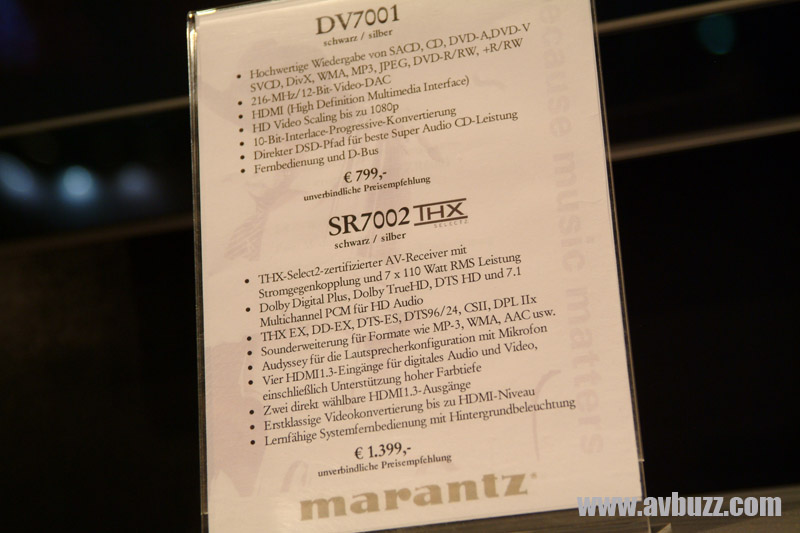 DV7001
schwarz / silber
• Hochwertige Wiedergabe von SACD, CD, DVD-A,DVD-V
SVCD, DivX, WMA, MP3, JPEG, DVD-R/RW, +R/RW
• 216-MHz/12-Bit-Video-DAC
• HDMI (High Definition Multimedia Interface)
• HD Video Scaling bis zu 1080p
• 10-Bit-Interlace-Progressive-Konvertierung
• Direkter DSD-Pfad für beste Super Audio CD-Leistung
• Fernbedienung und D-Bus
€ 799,-
unverbindliche Preisempfehlung
SR7002 THX
SELECT2
schwarz / silber
• THX-Select2-zertifizierter AV-Receiver mit
Stromgegenkopplung und 7 x 110 Watt RMS Leistung
• Dolby Digital Plus, Dolby TrueHD, DTS HD und 7.1
Multichannel PCM für HD Audio
• THX EX, DD-EX, DTS-ES, DTS96/24, CSII, DPL IIx
• Sounderweiterung für Formate wie MP-3, WMA, AAC usw.
• Audyssey für die Lautsprecherkonfiguration mit Mikrofon
• Vier HDMI1.3-Eingänge für digitales Audio und Video,
einschließlich Unterstützung hoher Farbtiefe
• Zwei direkt wählbare HDMI1.3-Ausgänge
• Erstklassige Videokonvertierung bis zu HDMI-Niveau
• Lernfähige Systemfernbedienung mit Hintergrundbeleuchtung
€ 1.399,-
unverbindliche Preisempfehlung
marantz®
because music matters
www.avbuzz.com